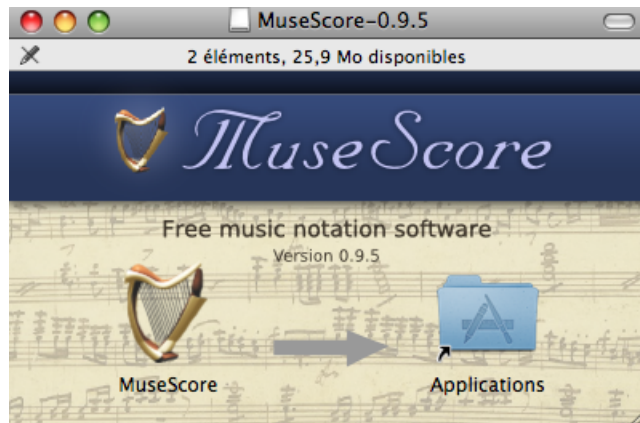 MuseScore-0.9.5
2 éléments, 25,9 Mo disponibles
MuseScore
Free music notation software
Version 0.9.5
MuseScore
Applications